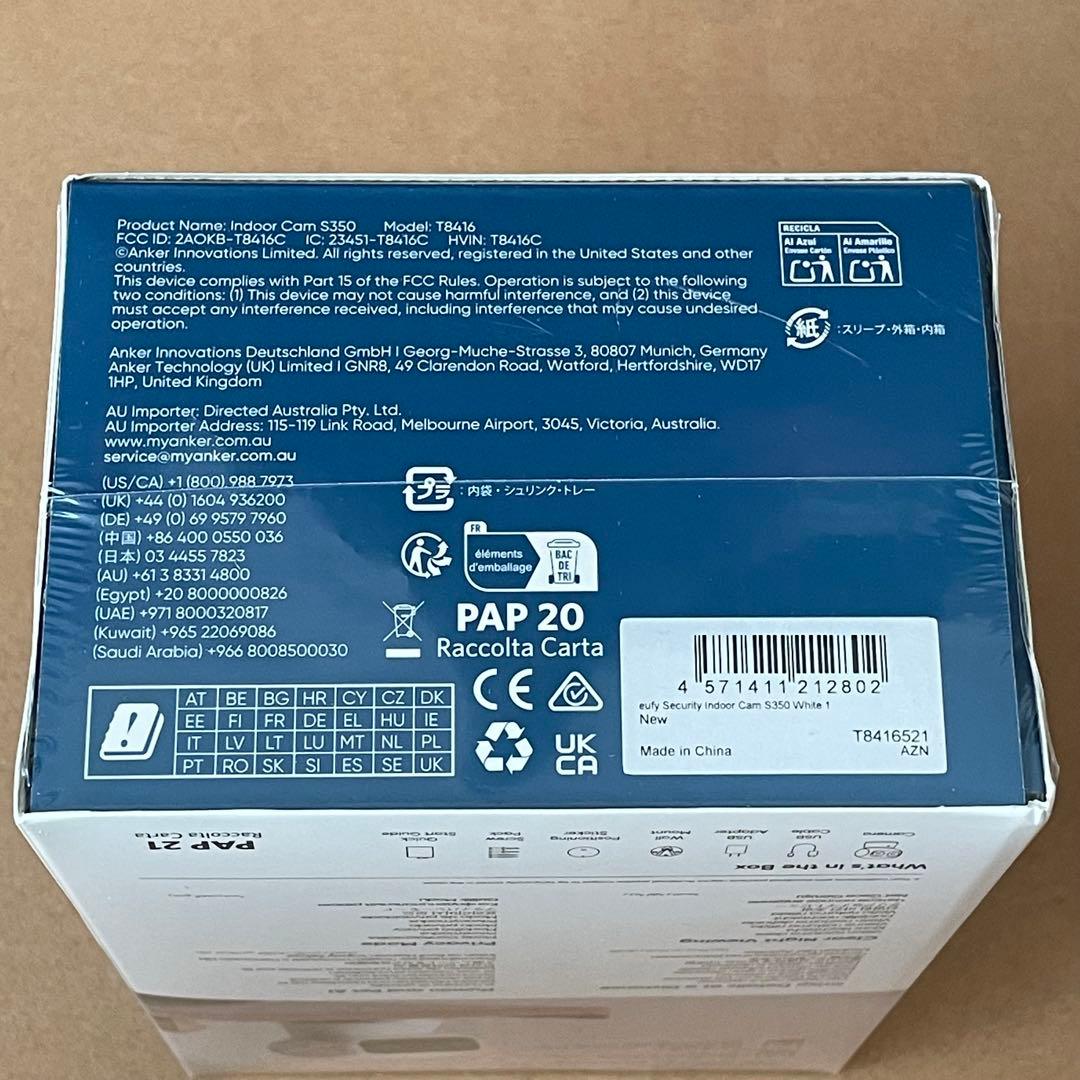 Product Name: Indoor Cam S350 Model: T8416
FCC ID: 2AOKB-T8416C IC: 23451-T8416C HVIN: T8416C
©Anker Innovations Limited. All rights reserved, registered in the United States and other
countries.
This device complies with Part 15 of the FCC Rules. Operation is subject to the following
two conditions: (1) This device may not cause harmful interference, and (2) this device
must accept any interference received, including interference that may cause undesired
operation.
Anker Innovations Deutschland GmbH I Georg-Muche-Strasse 3, 80807 Munich, Germany
Anker Technology (UK) Limited I GNR8, 49 Clarendon Road, Watford, Hertfordshire, WD17
1HP, United Kingdom
AU Importer: Directed Australia Pty. Ltd.
AU Importer Address: 115-119 Link Road, Melbourne Airport, 3045, Victoria, Australia.
www.myanker.com.au
service@myanker.com.au
(US/CA) +1 (800) 988 7973
(UK) +44 (0) 1604 936200
(DE) +49 (0) 69 9579 7960
(中国) +86 400 0550 036
(日本) 03 4455 7823
(AU) +61 3 8331 4800
(Egypt) +20 8000000826
(UAE) +971 8000320817
(Kuwait) +965 22069086
(Saudi Arabia) +966 8008500030
RECICLA
Al Azul
Envase Cartón
Al Amarillo
Envase Plástico
紙 :スリーブ・外箱・内箱
プラ :内袋・シュリンク・トレー
FR
éléments
d'emballage
BAC
DE
TRI
PAP 20
Raccolta Carta
CE
UK
CA
AT BE BG HR CY CZ DK
EE FI FR DE EL HU IE
IT LV LT LU MT NL PL
PT RO SK SI ES SE UK
4 571411 212802
eufy Security Indoor Cam S350 White 1
New
T8416521
Made in China
AZN
What's in the Box
Camera
USB
Cable
USB
Adapter
Wall
Mount
Positioning
Sticker
Screw
Pack
Quick
Start Guide
PAP 21
Raccolta Carta
Clear Night Viewing
Privacy Mode